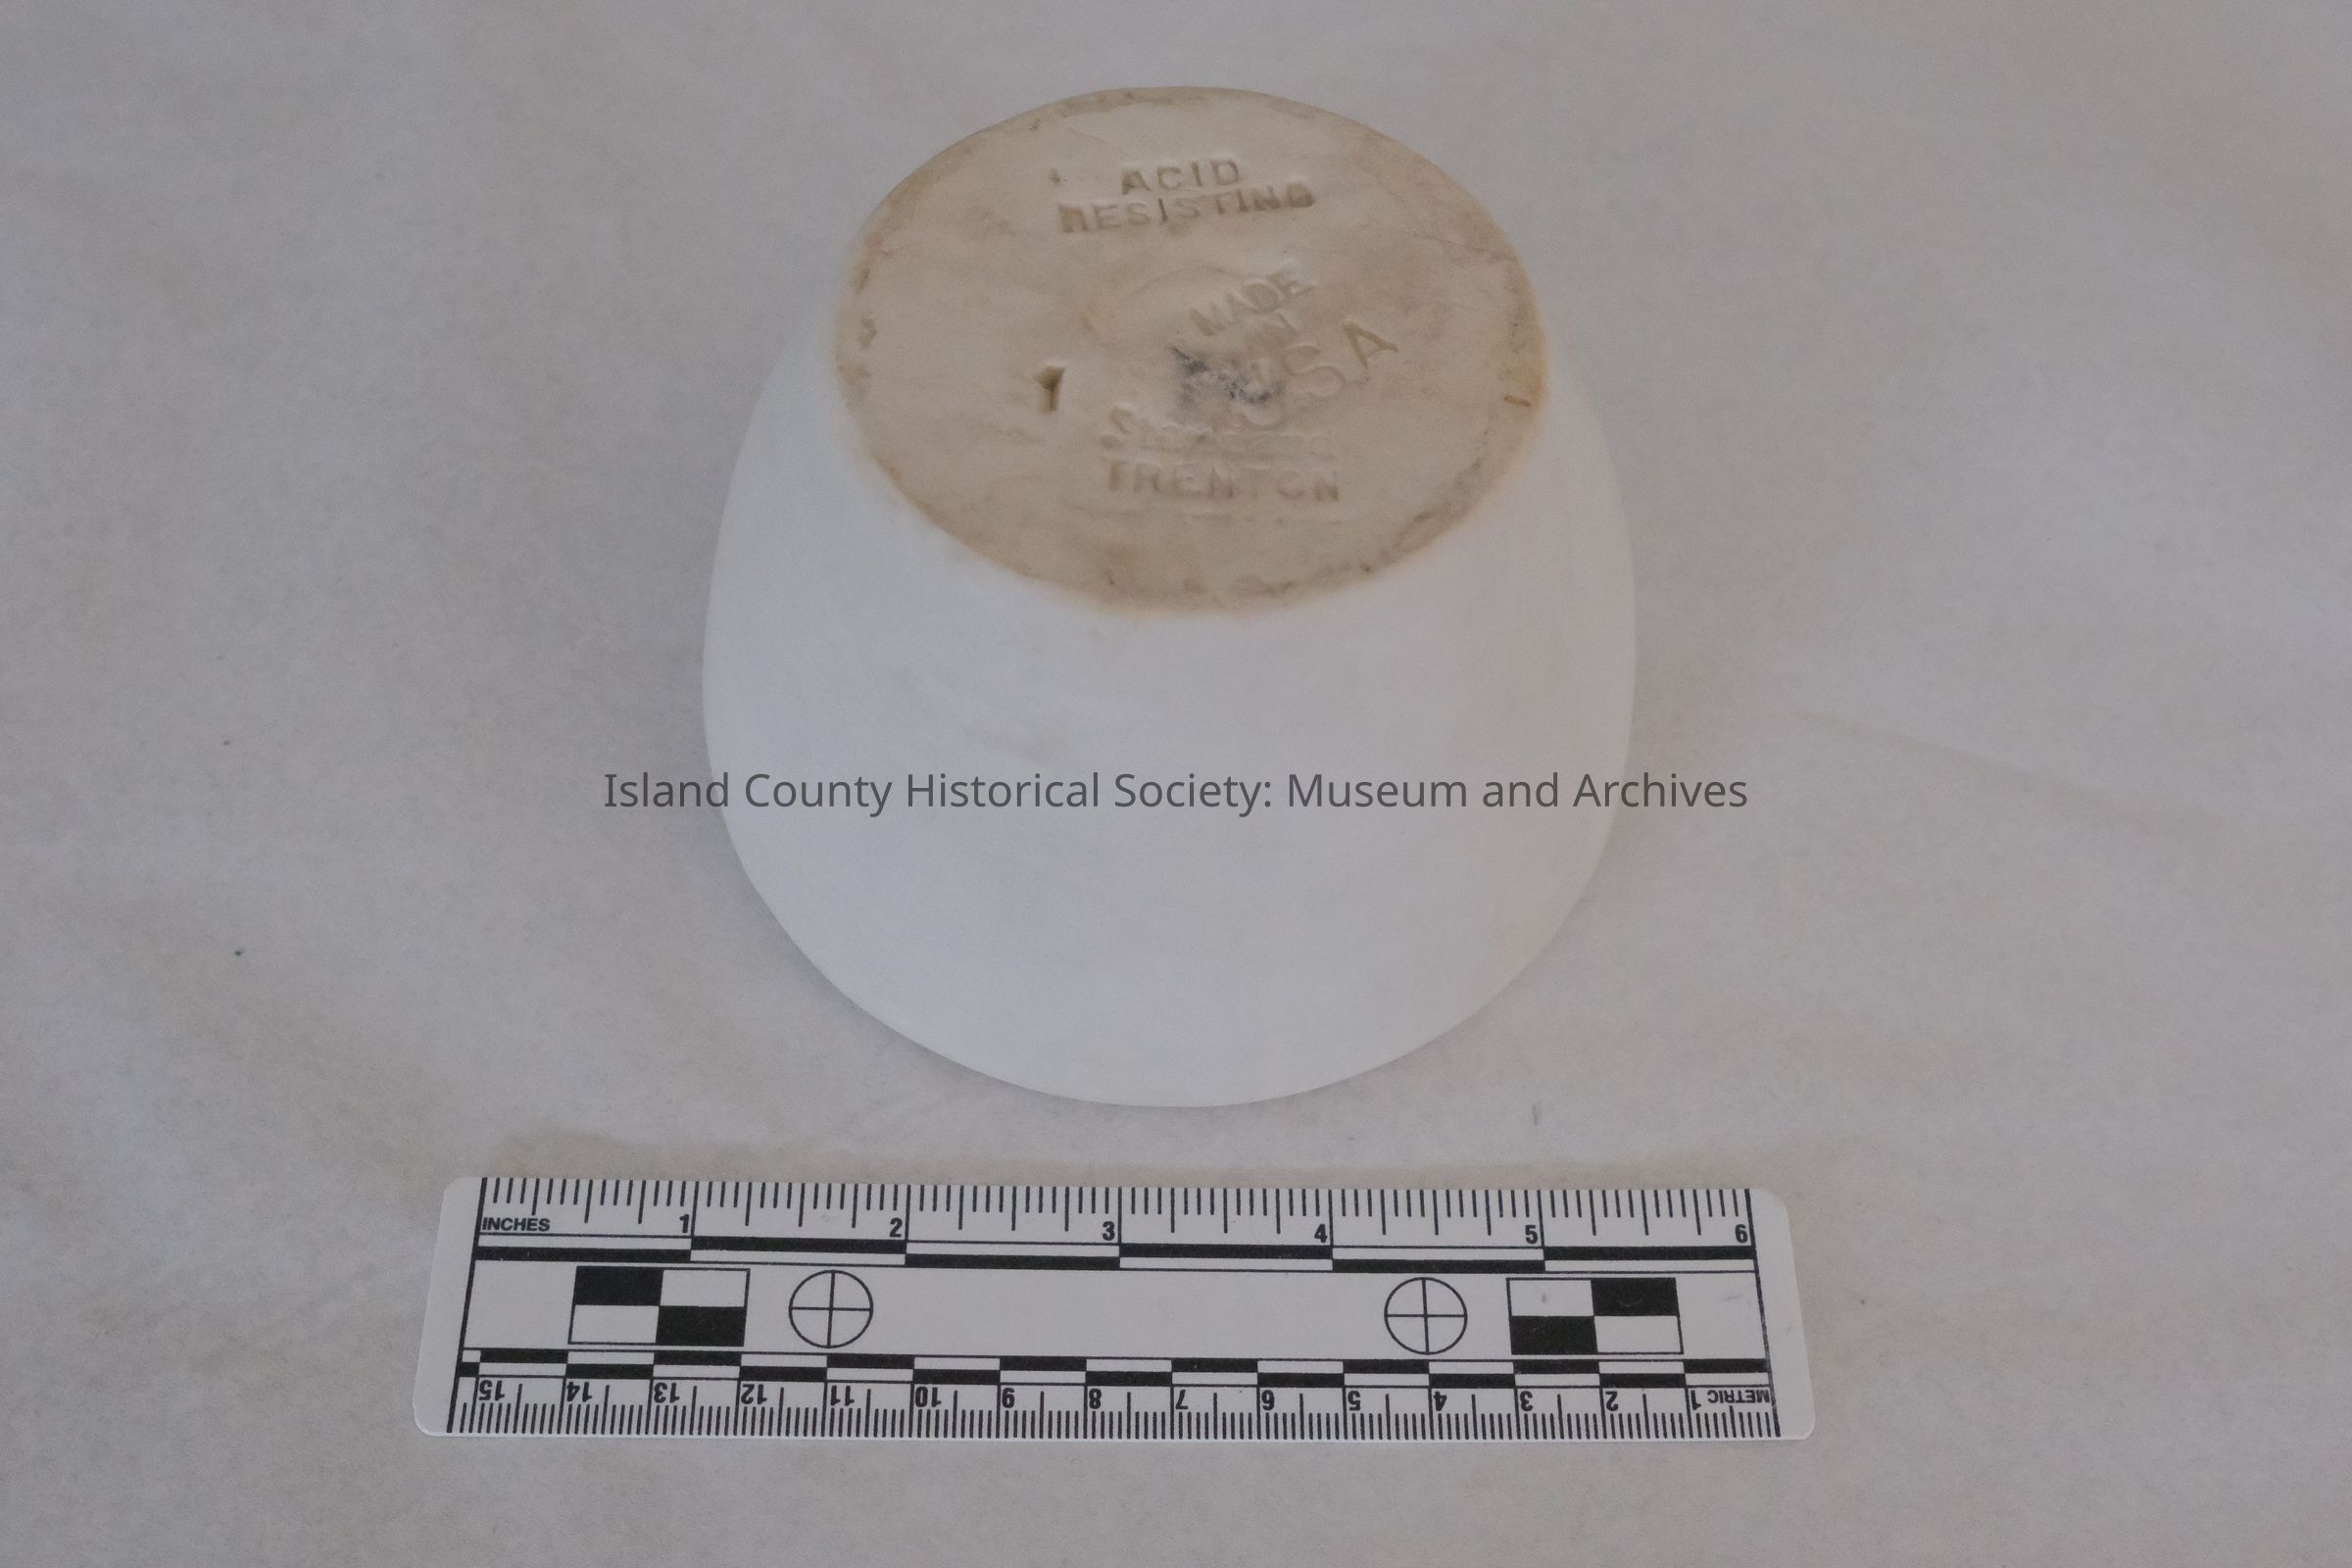 ACID
RESISTING
MADE
IN
USA
1
TRENTON
Island County Historical Society: Museum and Archives
INCHES 1 2 3 4 5 6
15 14 13 12 11 10 9 8 7 6 5 4 3 2 1 METRIC